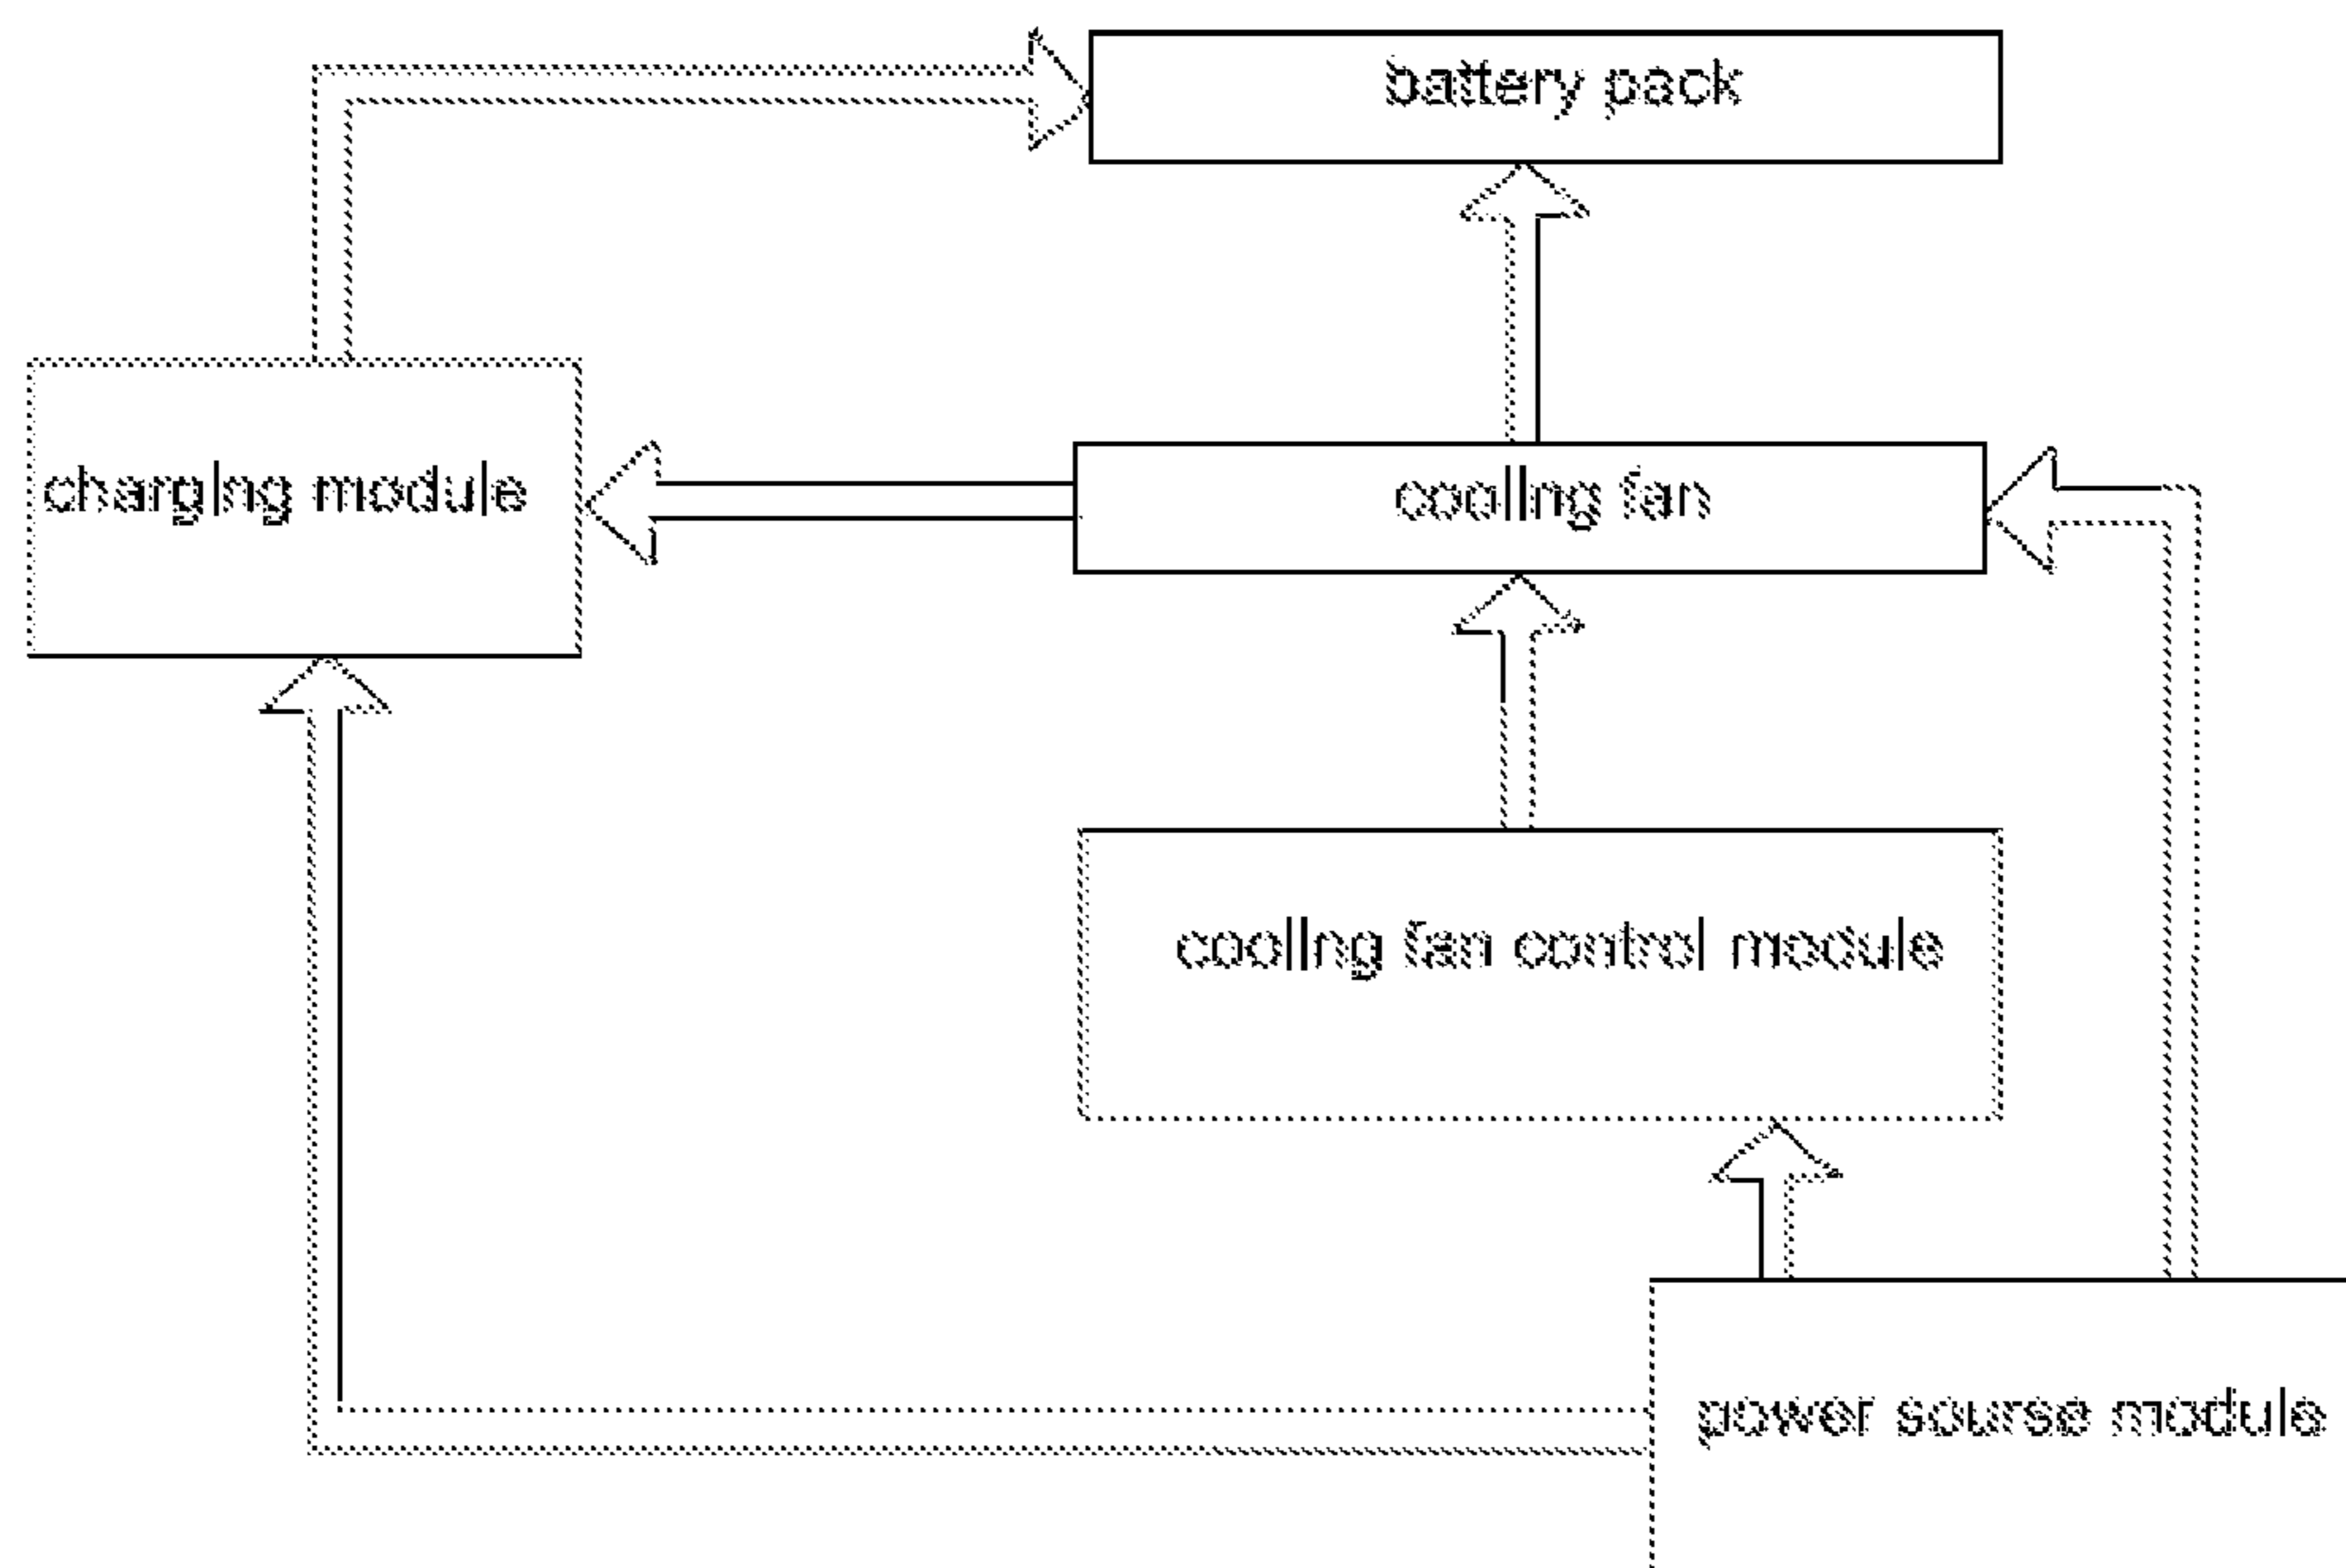 battery pack
charging module
cooling fan
cooling fan control module
power sourse module